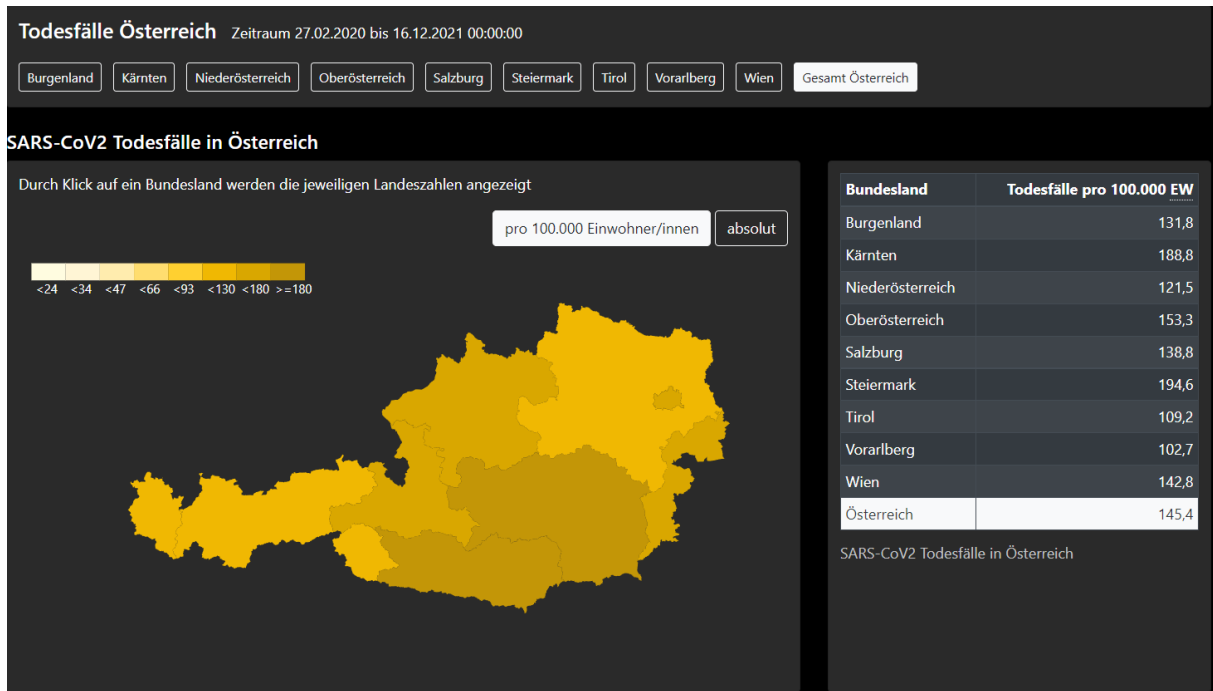 Todesfälle Österreich Zeitraum 27.02.2020 bis 16.12.2021 00:00:00
Burgenland Kärnten Niederösterreich Oberösterreich Salzburg Steiermark Tirol Vorarlberg Wien Gesamt Österreich
SARS-CoV2 Todesfälle in Österreich
Durch Klick auf ein Bundesland werden die jeweiligen Landeszahlen angezeigt
pro 100.000 Einwohner/innen absolut
<24 <34 <47 <66 <93 <130 <180 >=180
Bundesland Todesfälle pro 100.000 EW
Burgenland 131,8
Kärnten 188,8
Niederösterreich 121,5
Oberösterreich 153,3
Salzburg 138,8
Steiermark 194,6
Tirol 109,2
Vorarlberg 102,7
Wien 142,8
Österreich 145,4
SARS-CoV2 Todesfälle in Österreich